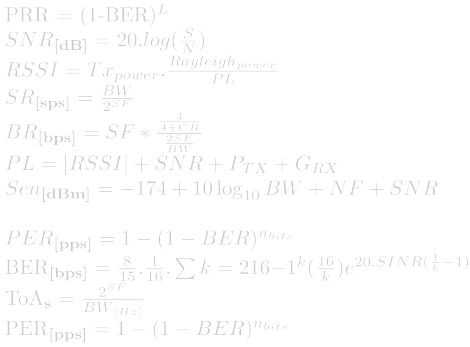 PRR = (1-BER)^L
SNR[dB] = 20.log(S/N)
RSSI = Tx_power . Rayleigh_power/PL
SR[sps] = BW/2^SF
BR[bps] = SF * (4/(4+CR))/(2^SF/BW)
PL = |RSSI| + SNR + P_TX + G_RX
Sen[dBm] = −174 + 10 log_10 BW + NF + SNR
PER[pps] = 1 − (1 − BER)^n_bits
BER[bps] = 8/15 . 1/16 . ∑ k = 216−1^k (16/k) e^20.SINR(1/k −1)
ToΛ_s = 2^SF/BW_[Hz]
PER[pps] = 1 − (1 − BER)^n_bits